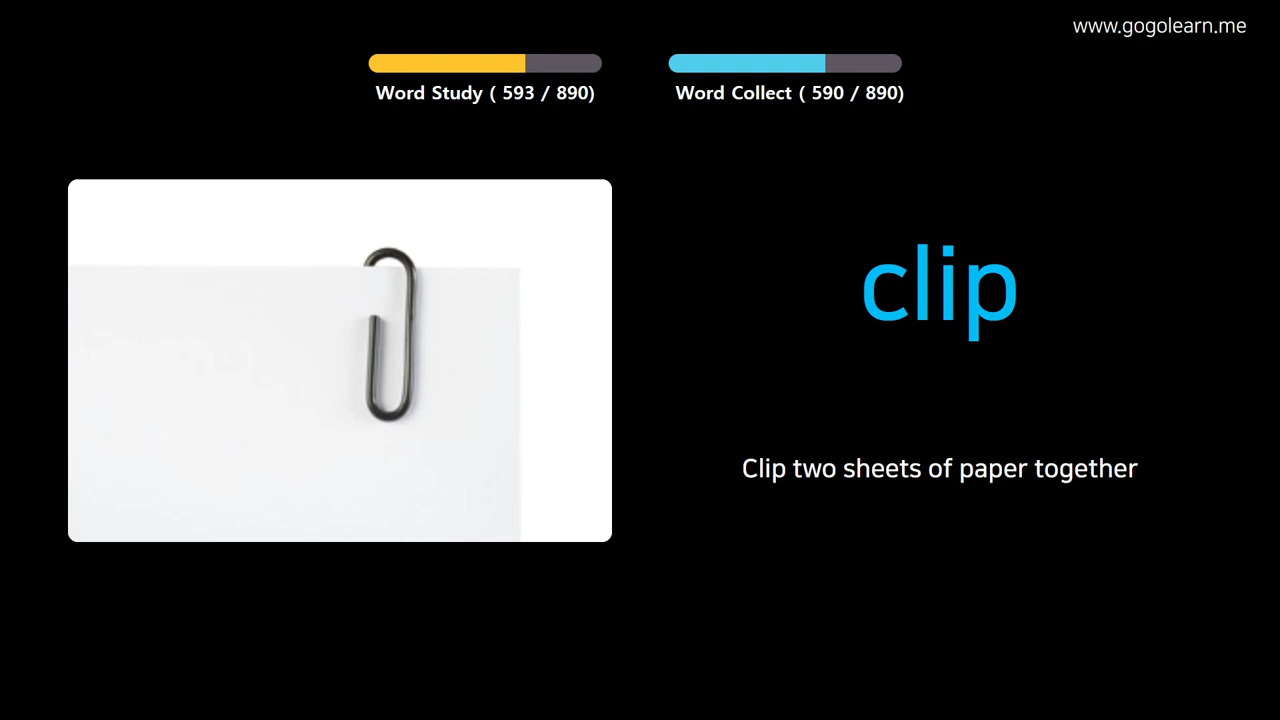 www.gogolearn.me
Word Study ( 593 / 890)
Word Collect ( 590 / 890)
clip
Clip two sheets of paper together